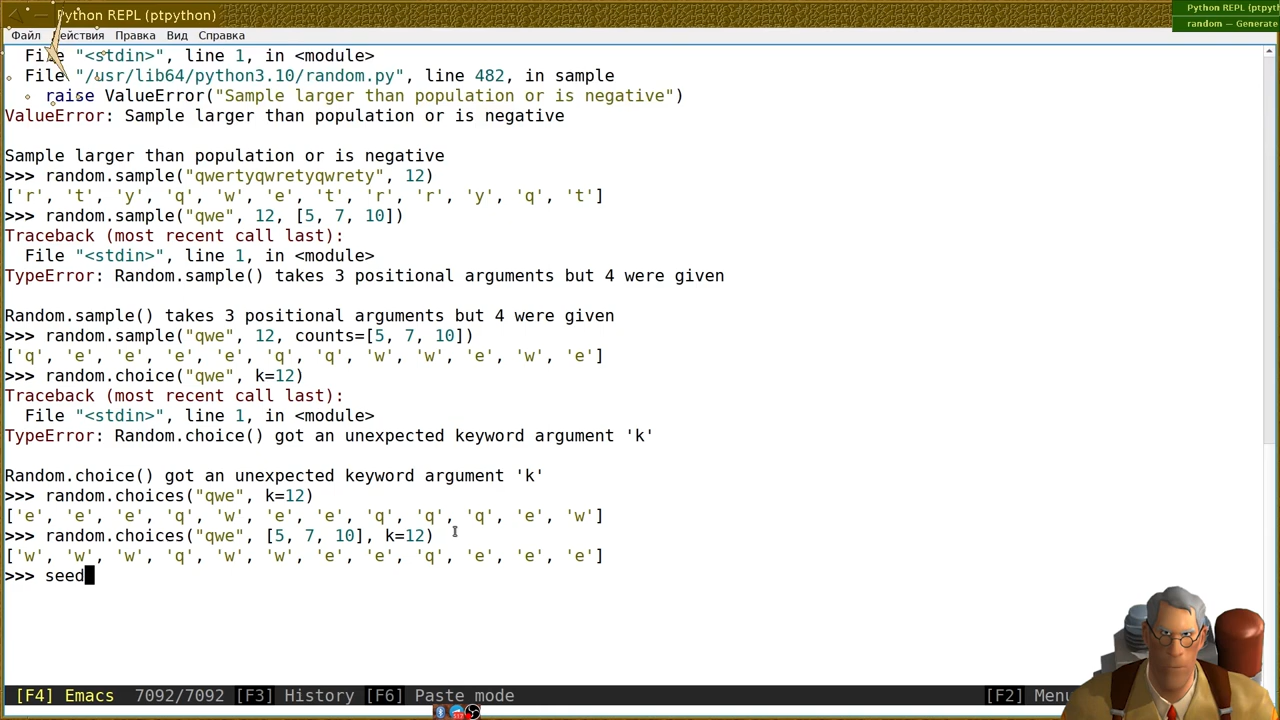 Python REPL (ptpython)
Python REPL (ptpyth
random — Generate
Файл Действия Правка Вид Справка
File "<stdin>", line 1, in <module>
File "/usr/lib64/python3.10/random.py", line 482, in sample
raise ValueError("Sample larger than population or is negative")
ValueError: Sample larger than population or is negative
Sample larger than population or is negative
>>> random.sample("qwertyqwretyqwrety", 12)
['r', 't', 'y', 'q', 'w', 'e', 't', 'r', 'r', 'y', 'q', 't']
>>> random.sample("qwe", 12, [5, 7, 10])
Traceback (most recent call last):
File "<stdin>", line 1, in <module>
TypeError: Random.sample() takes 3 positional arguments but 4 were given
Random.sample() takes 3 positional arguments but 4 were given
>>> random.sample("qwe", 12, counts=[5, 7, 10])
['q', 'e', 'e', 'e', 'e', 'q', 'q', 'w', 'w', 'e', 'w', 'e']
>>> random.choice("qwe", k=12)
Traceback (most recent call last):
File "<stdin>", line 1, in <module>
TypeError: Random.choice() got an unexpected keyword argument 'k'
Random.choice() got an unexpected keyword argument 'k'
>>> random.choices("qwe", k=12)
['e', 'e', 'e', 'q', 'w', 'e', 'e', 'q', 'q', 'q', 'e', 'w']
>>> random.choices("qwe", [5, 7, 10], k=12)
['w', 'w', 'w', 'q', 'w', 'w', 'e', 'e', 'q', 'e', 'e', 'e']
>>> seed
[F4] Emacs 7092/7092 [F3] History [F6] Paste mode [F2] Menu